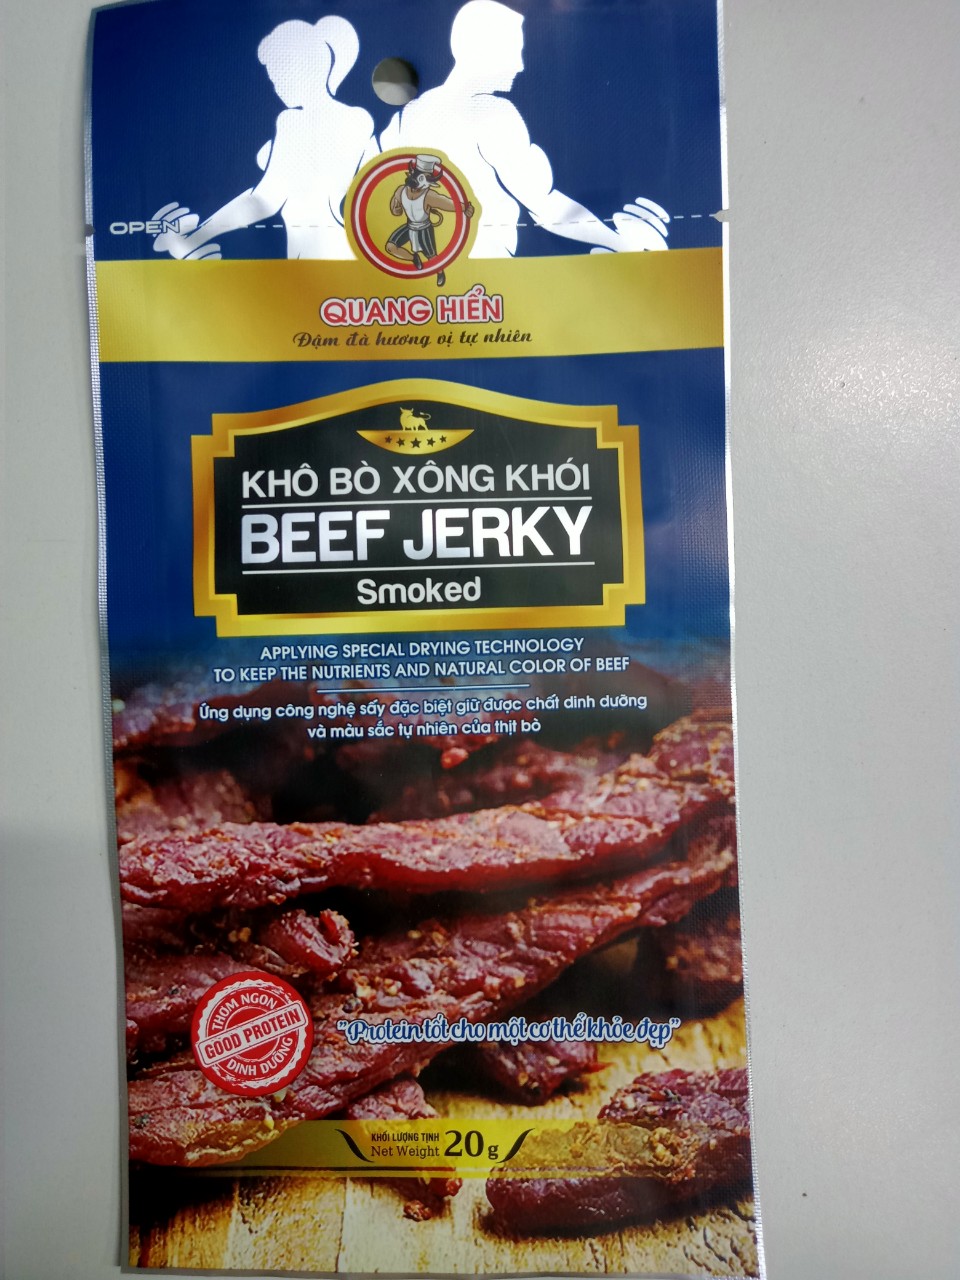 OPEN
QUANG HIỂN
Đậm đà hương vị tự nhiên
KHÔ BÒ XÔNG KHÓI
BEEF JERKY
Smoked
APPLYING SPECIAL DRYING TECHNOLOGY
TO KEEP THE NUTRIENTS AND NATURAL COLOR OF BEEF
Ứng dụng công nghệ sấy đặc biệt giữ được chất dinh dưỡng
và màu sắc tự nhiên của thịt bò
THƠM NGON
GOOD PROTEIN
DINH DƯỠNG
"Protein tốt cho một cơ thể khỏe đẹp"
KHỐI LƯỢNG TỊNH
Net Weight 20 g